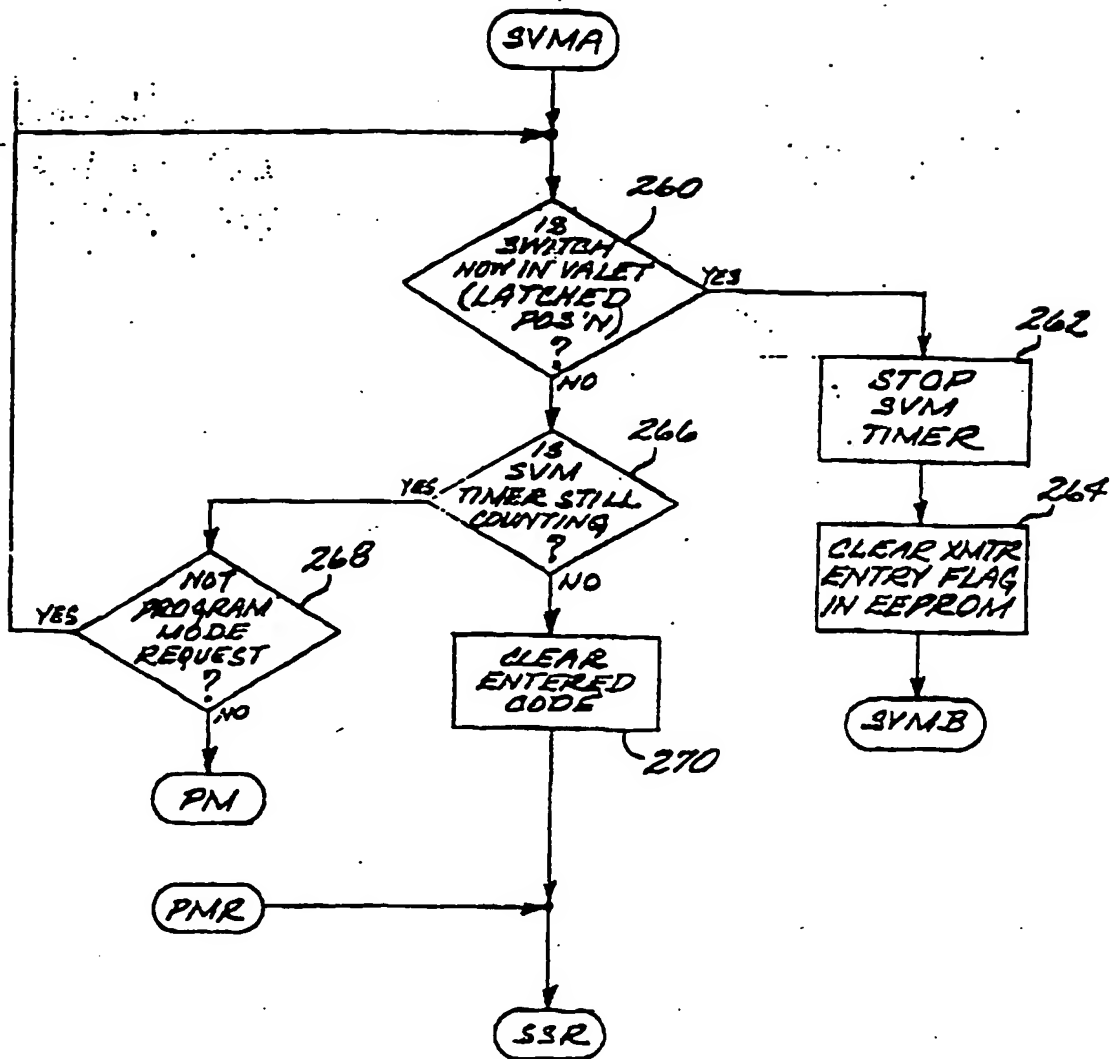 SVMA
260
IS
SWITCH
NOW IN VALET
(LATCHED
POS'N)
?
YES
NO
262
STOP
SVM
TIMER
266
IS
SVM
TIMER STILL
COUNTING
?
YES
NO
264
CLEAR XMTR
ENTRY FLAG
IN EEPROM
268
NOT
PROGRAM
MODE
REQUEST
?
YES
NO
CLEAR
ENTERED
CODE
270
SVMB
PM
PMR
SSR